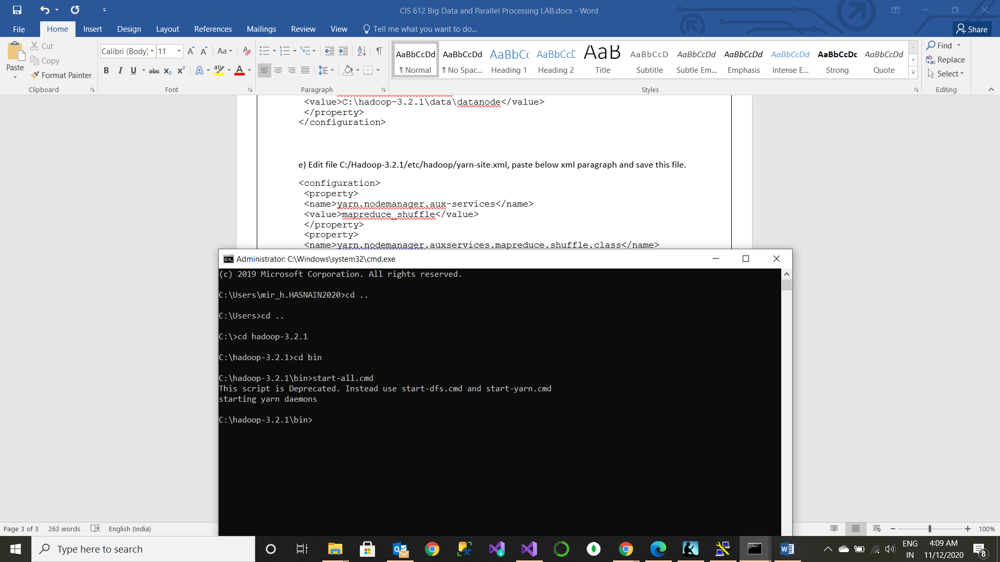 CIS 612 Big Data and Parallel Processing LAB.docx - Word
File Home Insert Design Layout References Mailings Review View Tell me what you want to do... Share
Paste
Cut
Copy
Format Painter
Clipboard
Calibri (Body) 11
Aa
B I U abc x₂ x² A ab A
Font
Paragraph
AaBbCcDd AaBbCcDd AaBbC AaBbCcD AaB AaBbCcD AaBbCcDd AaBbCcDd AaBbCcDd AaBbCcDc AaBbCcDd
¶ Normal ¶ No Spac... Heading 1 Heading 2 Title Subtitle Subtle Em... Emphasis Intense E... Strong Quote
Styles
Find
Replace
Select
Editing
<value>C:\hadoop-3.2.1\data\datanode</value>
</property>
</configuration>
e) Edit file C:/Hadoop-3.2.1/etc/hadoop/yarn-site.xml, paste below xml paragraph and save this file.
<configuration>
<property>
<name>yarn.nodemanager.aux-services</name>
<value>mapreduce_shuffle</value>
</property>
<property>
<name>yarn.nodemanager.auxservices.mapreduce.shuffle.class</name>
Administrator: C:\Windows\system32\cmd.exe
(c) 2019 Microsoft Corporation. All rights reserved.
C:\Users\mir_h.HASNAIN2020>cd ..
C:\Users>cd ..
C:\>cd hadoop-3.2.1
C:\hadoop-3.2.1>cd bin
C:\hadoop-3.2.1\bin>start-all.cmd
This script is Deprecated. Instead use start-dfs.cmd and start-yarn.cmd
starting yarn daemons
C:\hadoop-3.2.1\bin>
Page 3 of 3 263 words English (India) 100%
Type here to search
ENG
IN
4:09 AM
11/12/2020
8